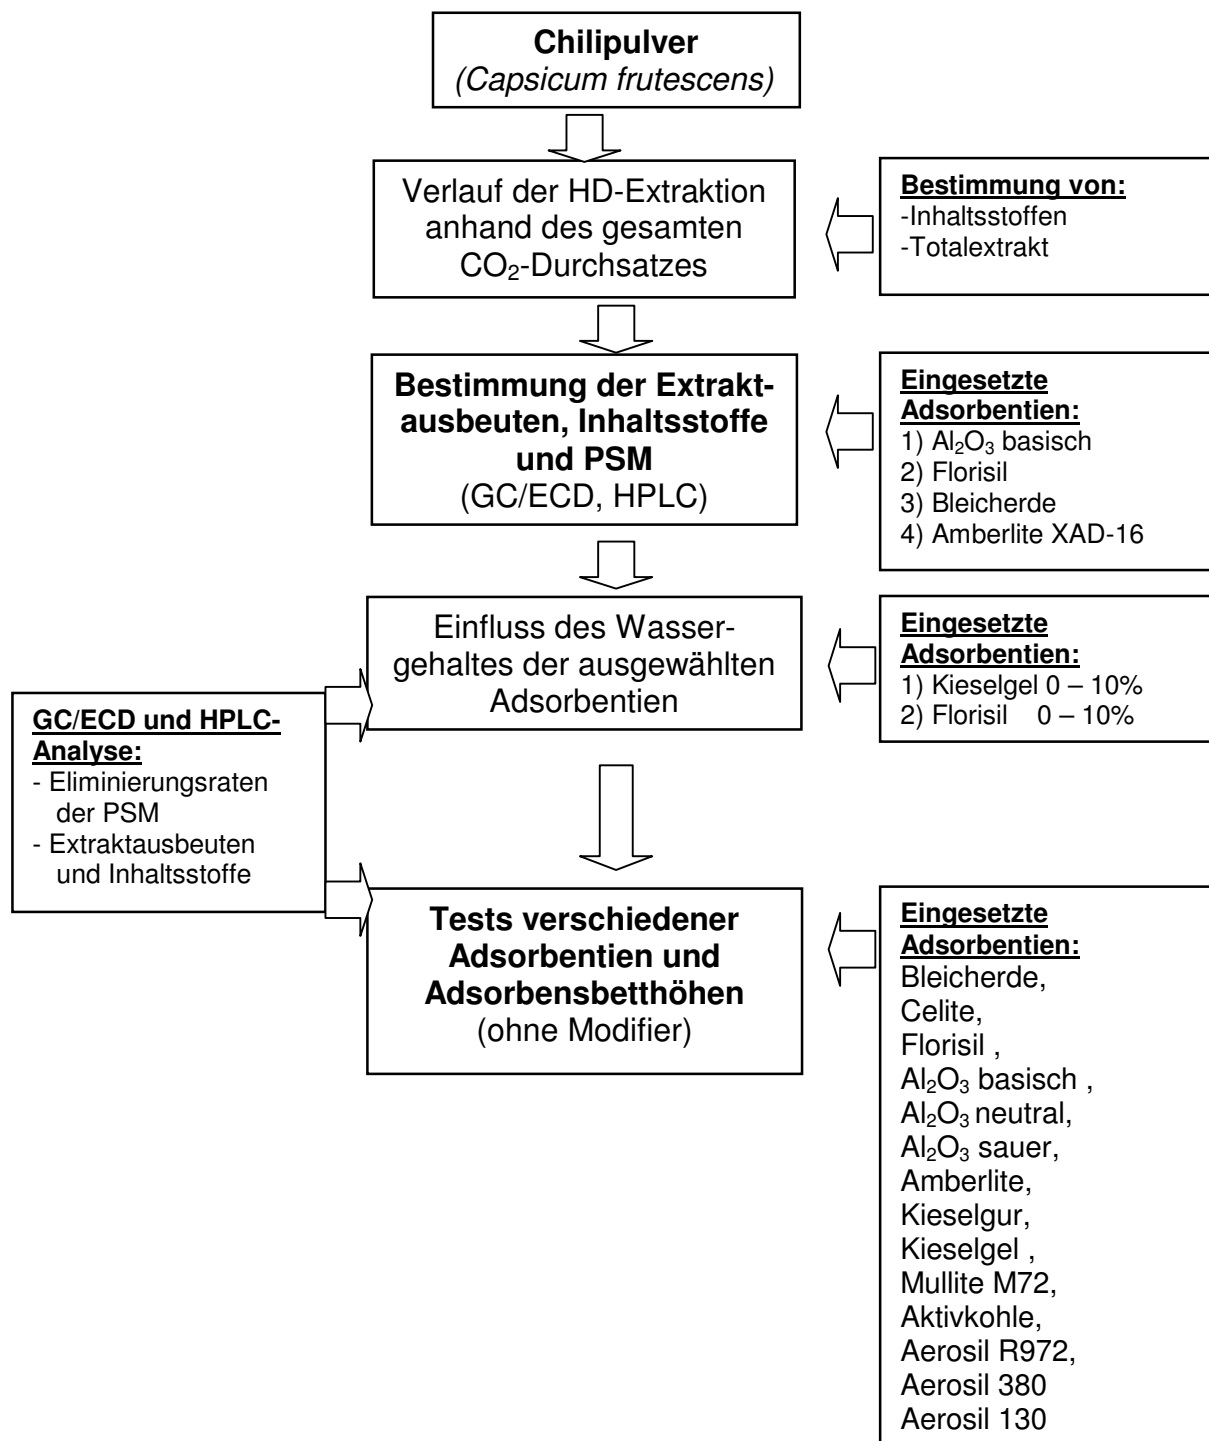 Chilipulver
(Capsicum frutescens)
Verlauf der HD-Extraktion
anhand des gesamten
CO₂-Durchsatzes
Bestimmung von:
-Inhaltsstoffen
-Totalextrakt
Bestimmung der Extrakt-
ausbeuten, Inhaltsstoffe
und PSM
(GC/ECD, HPLC)
Eingesetzte
Adsorbentien:
1) Al₂O₃ basisch
2) Florisil
3) Bleicherde
4) Amberlite XAD-16
Einfluss des Wasser-
gehaltes der ausgewählten
Adsorbentien
Eingesetzte
Adsorbentien:
1) Kieselgel 0 – 10%
2) Florisil 0 – 10%
GC/ECD und HPLC-
Analyse:
- Eliminierungsraten
der PSM
- Extraktausbeuten
und Inhaltsstoffe
Tests verschiedener
Adsorbentien und
Adsorbensbetthöhen
(ohne Modifier)
Eingesetzte
Adsorbentien:
Bleicherde,
Celite,
Florisil ,
Al₂O₃ basisch ,
Al₂O₃ neutral,
Al₂O₃ sauer,
Amberlite,
Kieselgur,
Kieselgel ,
Mullite M72,
Aktivkohle,
Aerosil R972,
Aerosil 380
Aerosil 130